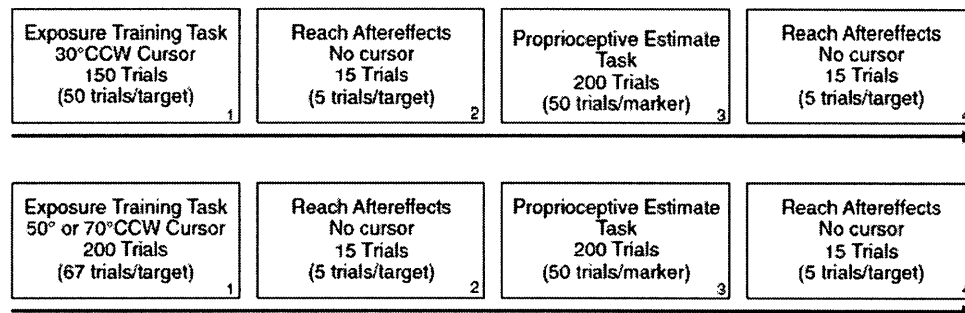 Exposure Training Task
30°CCW Cursor
150 Trials
(50 trials/target)
1
Reach Aftereffects
No cursor
15 Trials
(5 trials/target)
2
Proprioceptive Estimate
Task
200 Trials
(50 trials/marker)
3
Reach Aftereffects
No cursor
15 Trials
(5 trials/target)
Exposure Training Task
50° or 70°CCW Cursor
200 Trials
(67 trials/target)
1
Reach Aftereffects
No cursor
15 Trials
(5 trials/target)
2
Proprioceptive Estimate
Task
200 Trials
(50 trials/marker)
3
Reach Aftereffects
No cursor
15 Trials
(5 trials/target)